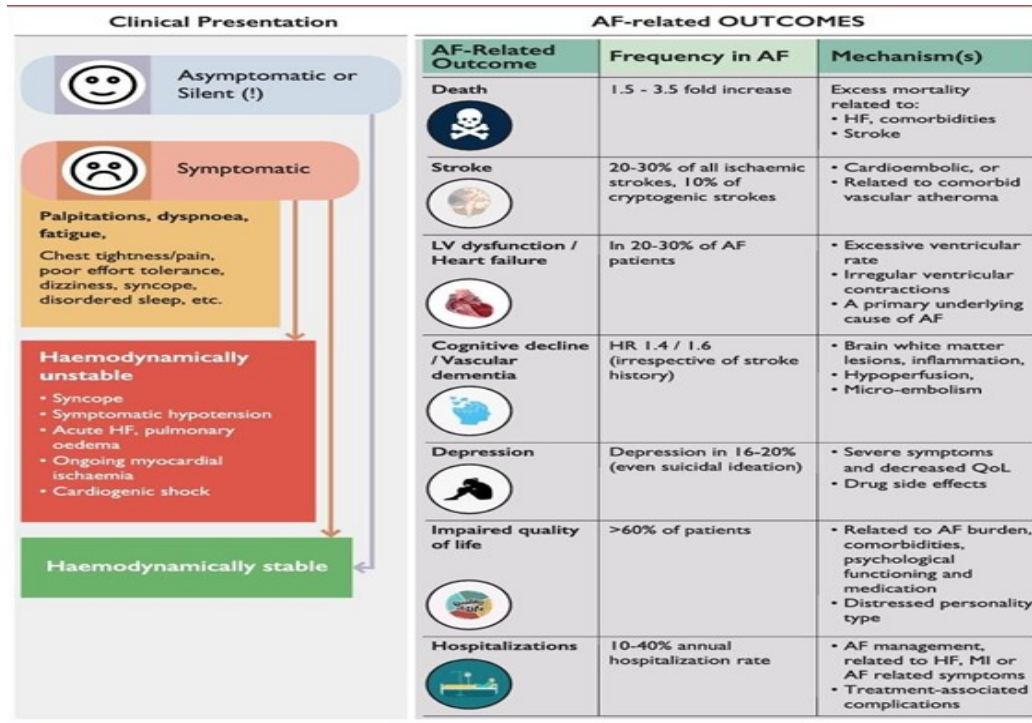 Clinical Presentation
Asymptomatic or
Silent (!)
Symptomatic
Palpitations, dyspnoea,
fatigue,
Chest tightness/pain,
poor effort tolerance,
dizziness, syncope,
disordered sleep, etc.
Haemodynamically
unstable
• Syncope
• Symptomatic hypotension
• Acute HF, pulmonary
oedema
• Ongoing myocardial
ischaemia
• Cardiogenic shock
Haemodynamically stable
AF-related OUTCOMES
AF-Related
Outcome
Frequency in AF
Mechanism(s)
Death
1.5 - 3.5 fold increase
Excess mortality
related to:
• HF, comorbidities
• Stroke
Stroke
20-30% of all ischaemic
strokes, 10% of
cryptogenic strokes
• Cardioembolic, or
• Related to comorbid
vascular atheroma
LV dysfunction /
Heart failure
In 20-30% of AF
patients
• Excessive ventricular
rate
• Irregular ventricular
contractions
• A primary underlying
cause of AF
Cognitive decline
/ Vascular
dementia
HR 1.4 / 1.6
(irrespective of stroke
history)
• Brain white matter
lesions, inflammation,
• Hypoperfusion,
• Micro-embolism
Depression
Depression in 16-20%
(even suicidal ideation)
• Severe symptoms
and decreased QoL
• Drug side effects
Impaired quality
of life
>60% of patients
• Related to AF burden,
comorbidities,
psychological
functioning and
medication
• Distressed personality
type
Quality
of life
Hospitalizations
10-40% annual
hospitalization rate
• AF management,
related to HF, MI or
AF related symptoms
• Treatment-associated
complications